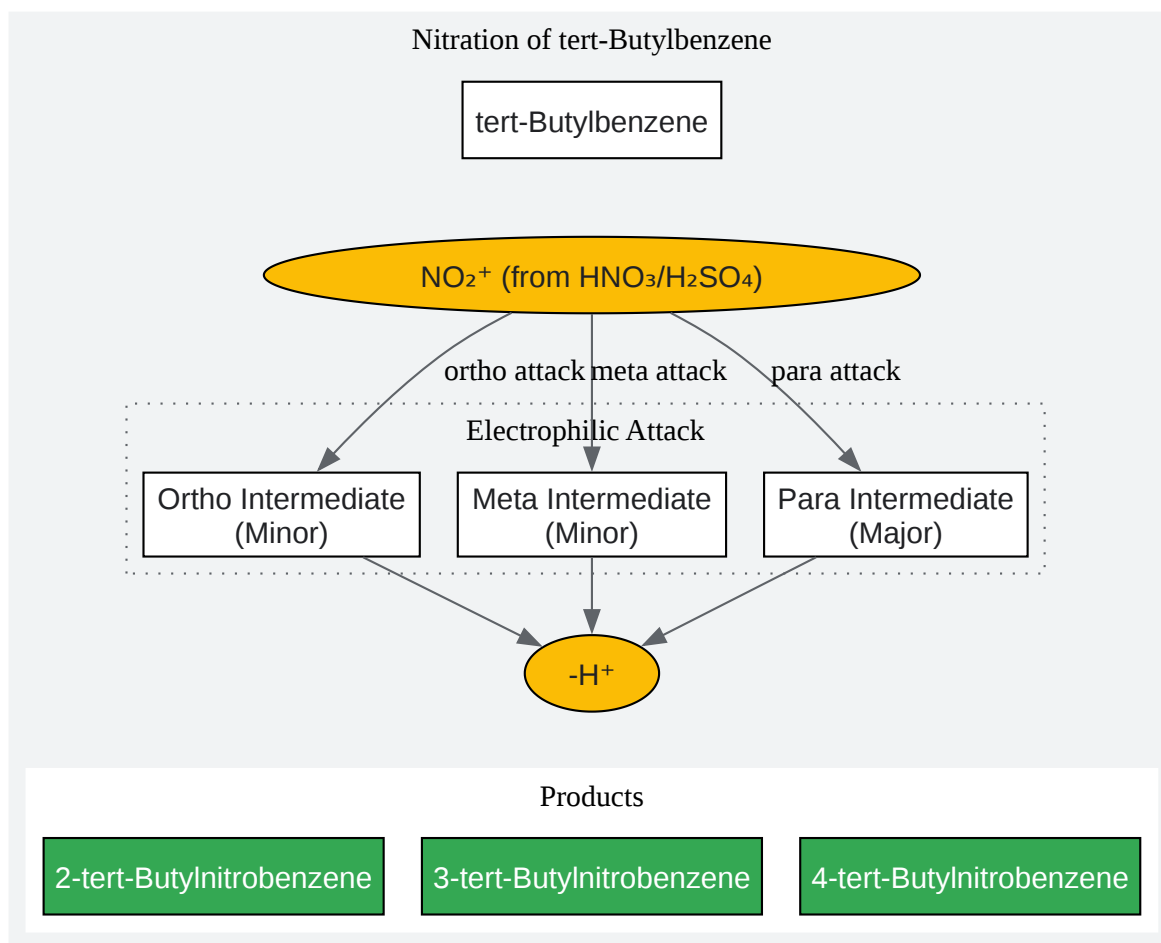 Nitration of tert-Butylbenzene
tert-Butylbenzene
NO₂⁺ (from HNO₃/H₂SO₄)
ortho attack
meta attack
para attack
Electrophilic Attack
Ortho Intermediate
(Minor)
Meta Intermediate
(Minor)
Para Intermediate
(Major)
-H⁺
Products
2-tert-Butylnitrobenzene
3-tert-Butylnitrobenzene
4-tert-Butylnitrobenzene